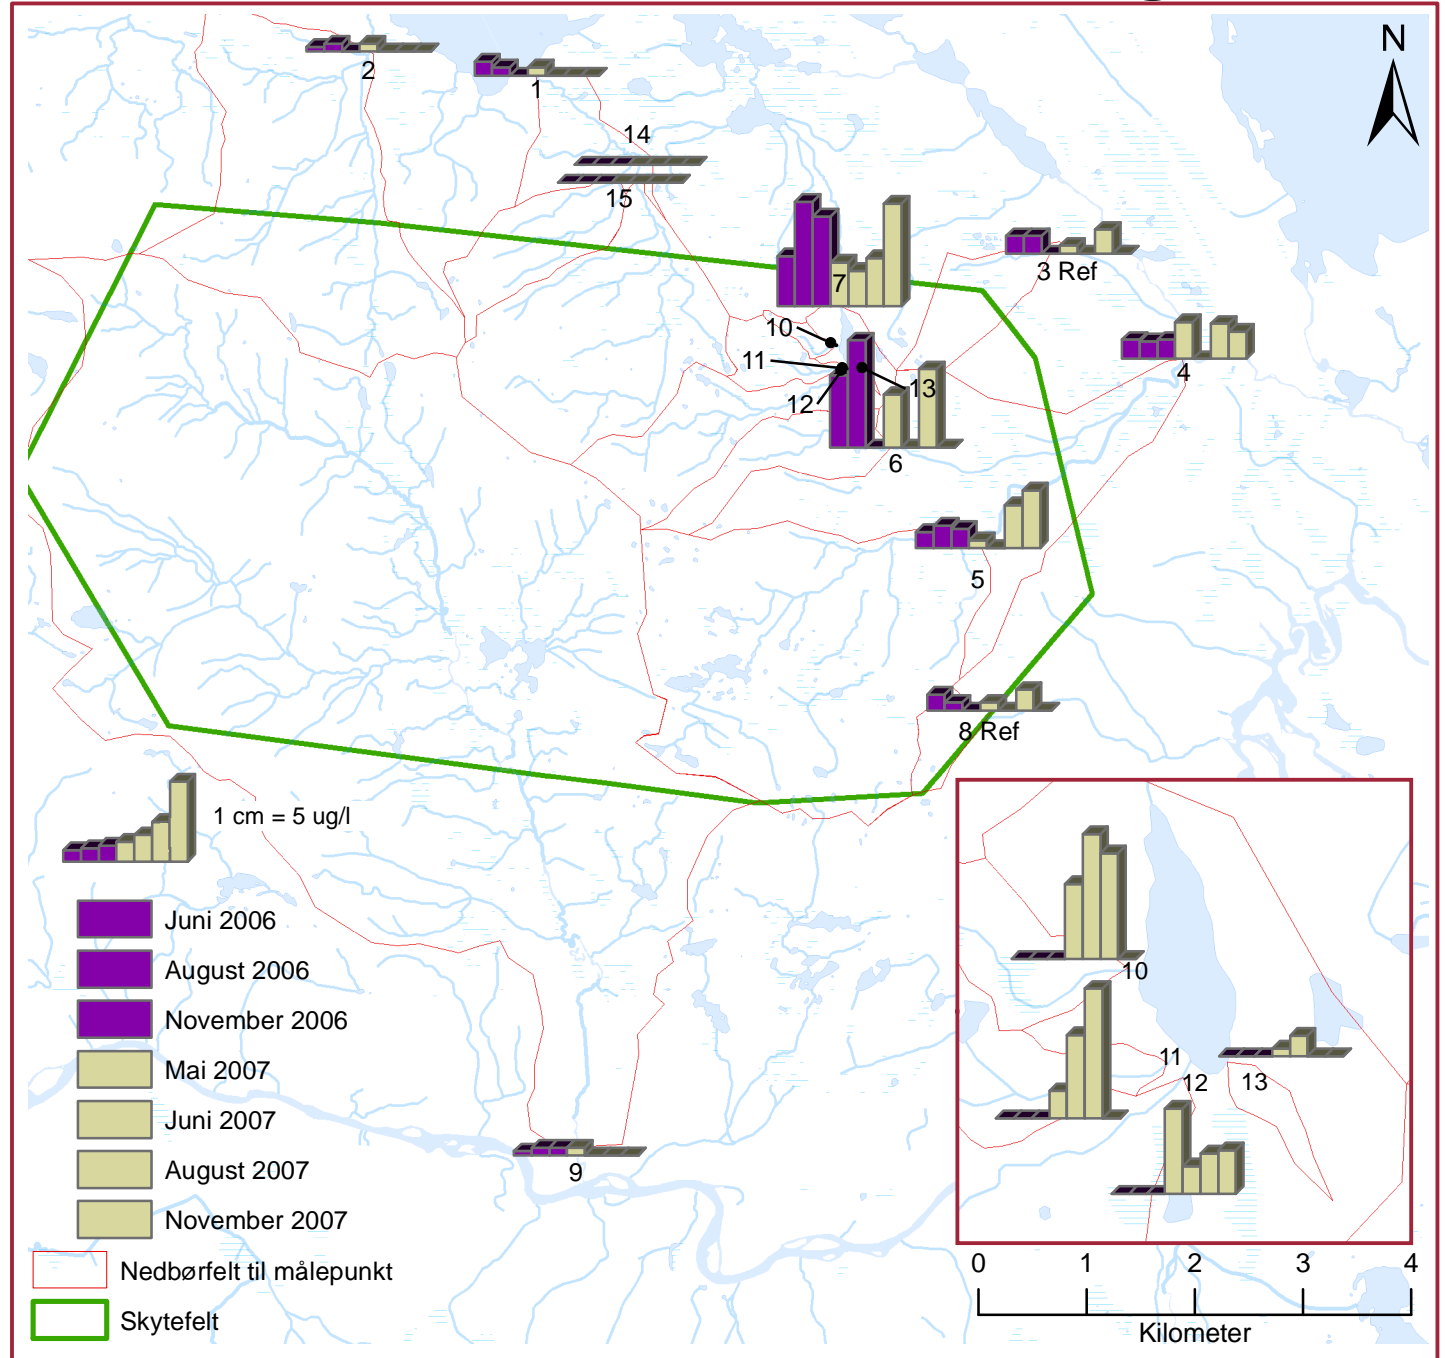 N
2
1
14
15
3 Ref
7
10
11
4
13
12
6
5
8 Ref
1 cm = 5 ug/l
Juni 2006
August 2006
November 2006
Mai 2007
Juni 2007
August 2007
November 2007
Nedbørfelt til målepunkt
Skytefelt
9
10
11
12
13
0 1 2 3 4
Kilometer